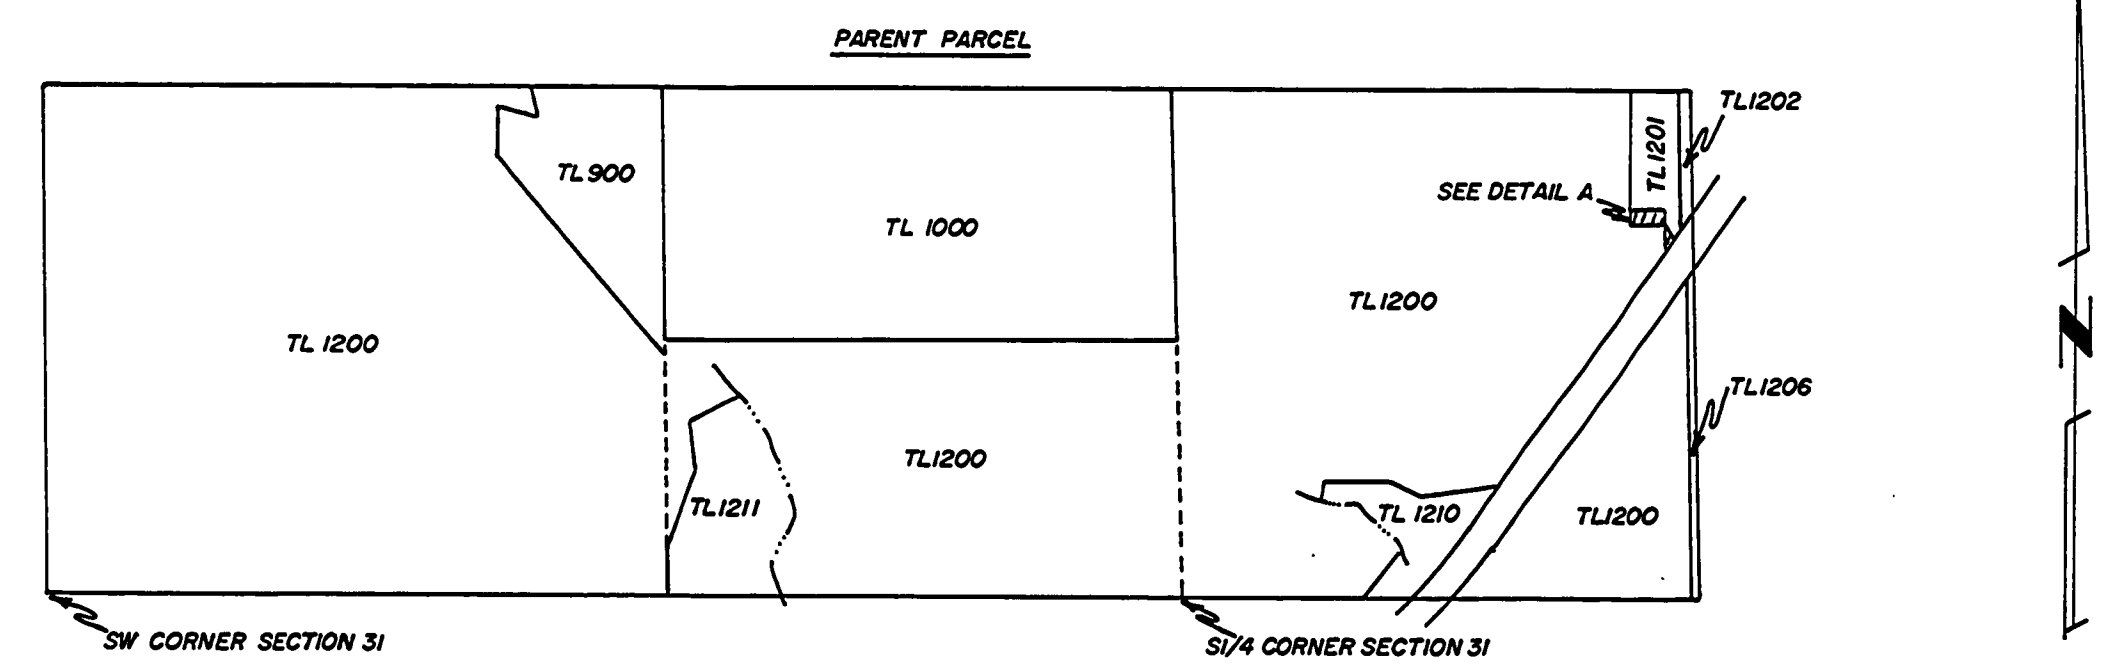 PARENT PARCEL
TL1202
TL1201
TL 900
SEE DETAIL A
TL 1000
TL1200
TL 1200
TL1206
TL1200
TL1211
TL 1210
TL1200
SW CORNER SECTION 31
S1/4 CORNER SECTION 31
N